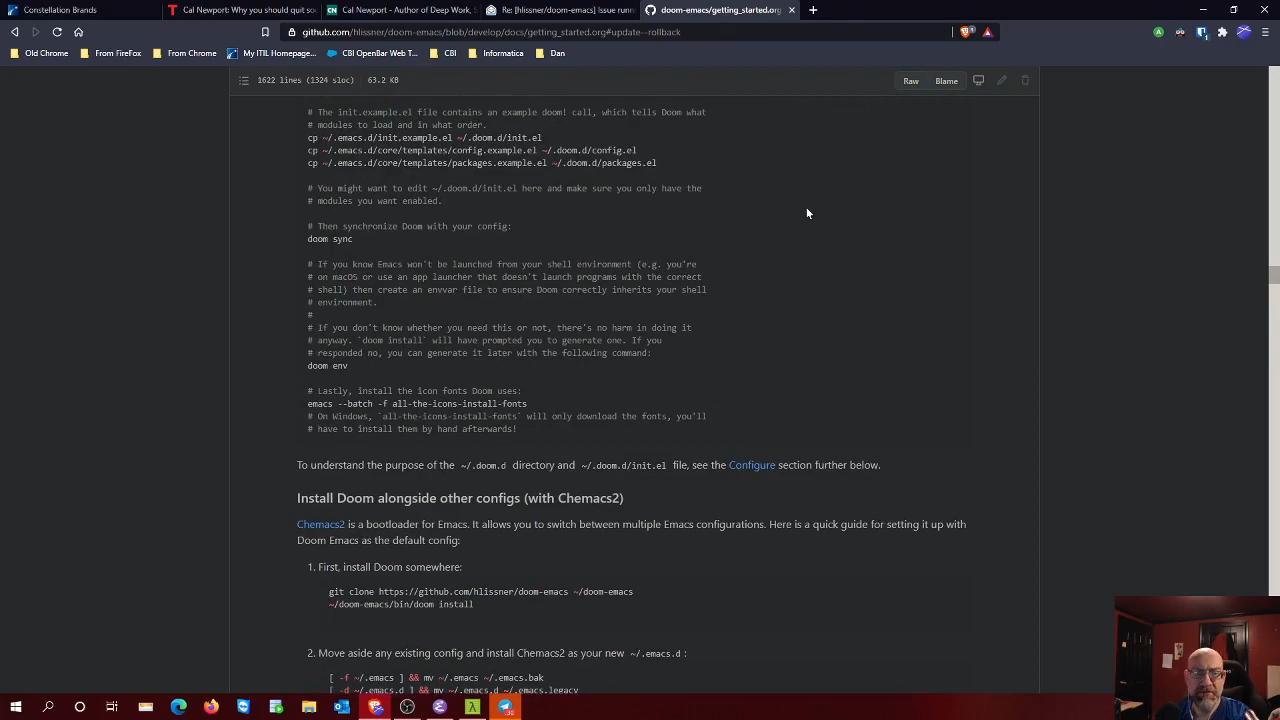 Constellation Brands
Cal Newport: Why you should quit so
Cal Newport - Author of Deep Work, S
Re: [hlissner/doom-emacs] Issue runn
doom-emacs/getting_started.org
github.com/hlissner/doom-emacs/blob/develop/docs/getting_started.org#update--rollback
Old Chrome
From FireFox
From Chrome
My ITIL Homepage...
CBI OpenBar Web T...
CBI
Informatica
Dan
1622 lines (1324 sloc)
63.2 KB
Raw
Blame
# The init.example.el file contains an example doom! call, which tells Doom what
# modules to load and in what order.
cp ~/.emacs.d/init.example.el ~/.doom.d/init.el
cp ~/.emacs.d/core/templates/config.example.el ~/.doom.d/config.el
cp ~/.emacs.d/core/templates/packages.example.el ~/.doom.d/packages.el
# You might want to edit ~/.doom.d/init.el here and make sure you only have the
# modules you want enabled.
# Then synchronize Doom with your config:
doom sync
# If you know Emacs won't be launched from your shell environment (e.g. you're
# on macOS or use an app launcher that doesn't launch programs with the correct
# shell) then create an envvar file to ensure Doom correctly inherits your shell
# environment.
#
# If you don't know whether you need this or not, there's no harm in doing it
# anyway. `doom install` will have prompted you to generate one. If you
# responded no, you can generate it later with the following command:
doom env
# Lastly, install the icon fonts Doom uses:
emacs --batch -f all-the-icons-install-fonts
# On Windows, `all-the-icons-install-fonts` will only download the fonts, you'll
# have to install them by hand afterwards!
To understand the purpose of the ~/.doom.d directory and ~/.doom.d/init.el file, see the Configure section further below.
Install Doom alongside other configs (with Chemacs2)
Chemacs2 is a bootloader for Emacs. It allows you to switch between multiple Emacs configurations. Here is a quick guide for setting it up with
Doom Emacs as the default config:
1. First, install Doom somewhere:
git clone https://github.com/hlissner/doom-emacs ~/doom-emacs
~/doom-emacs/bin/doom install
2. Move aside any existing config and install Chemacs2 as your new ~/.emacs.d :
[ -f ~/.emacs ] && mv ~/.emacs ~/.emacs.bak
[ -d ~/.emacs.d ] && mv ~/.emacs.d ~/.emacs.legacy